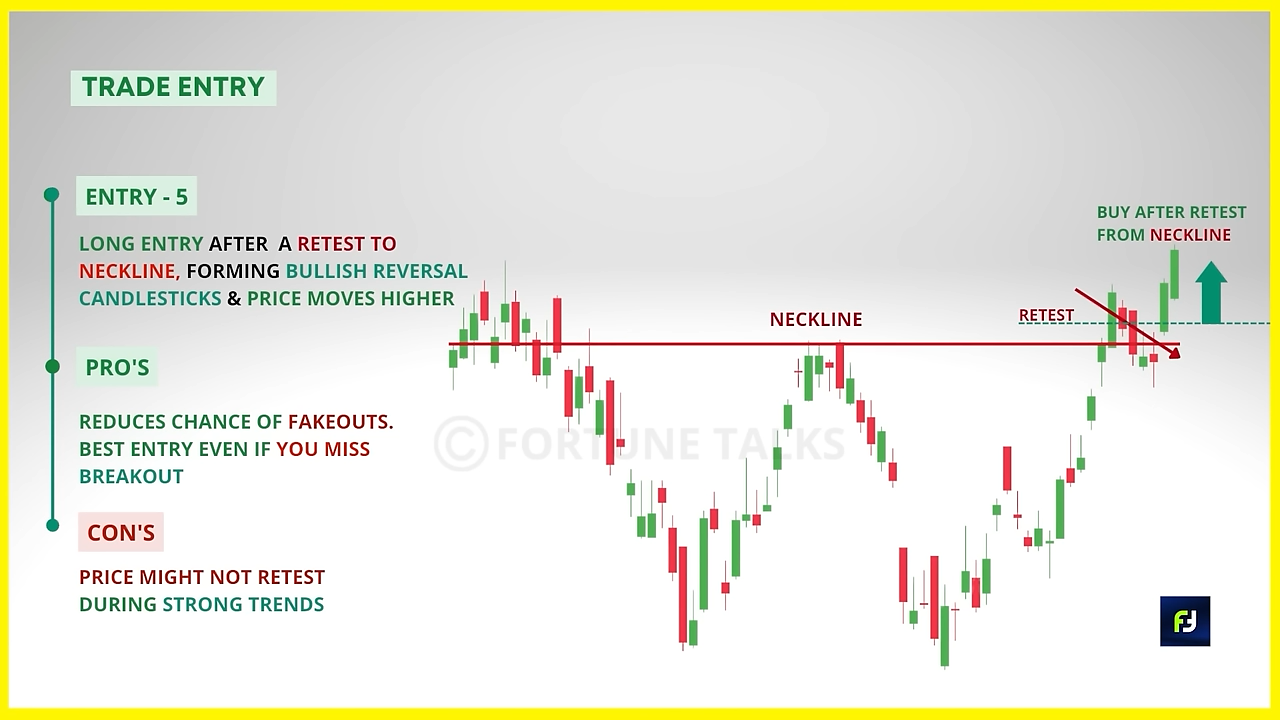 TRADE ENTRY
ENTRY - 5
LONG ENTRY AFTER A RETEST TO
NECKLINE, FORMING BULLISH REVERSAL
CANDLESTICKS & PRICE MOVES HIGHER
PRO'S
REDUCES CHANCE OF FAKEOUTS.
BEST ENTRY EVEN IF YOU MISS
BREAKOUT
CON'S
PRICE MIGHT NOT RETEST
DURING STRONG TRENDS
NECKLINE
RETEST
BUY AFTER RETEST
FROM NECKLINE
© FORTUNE TALKS